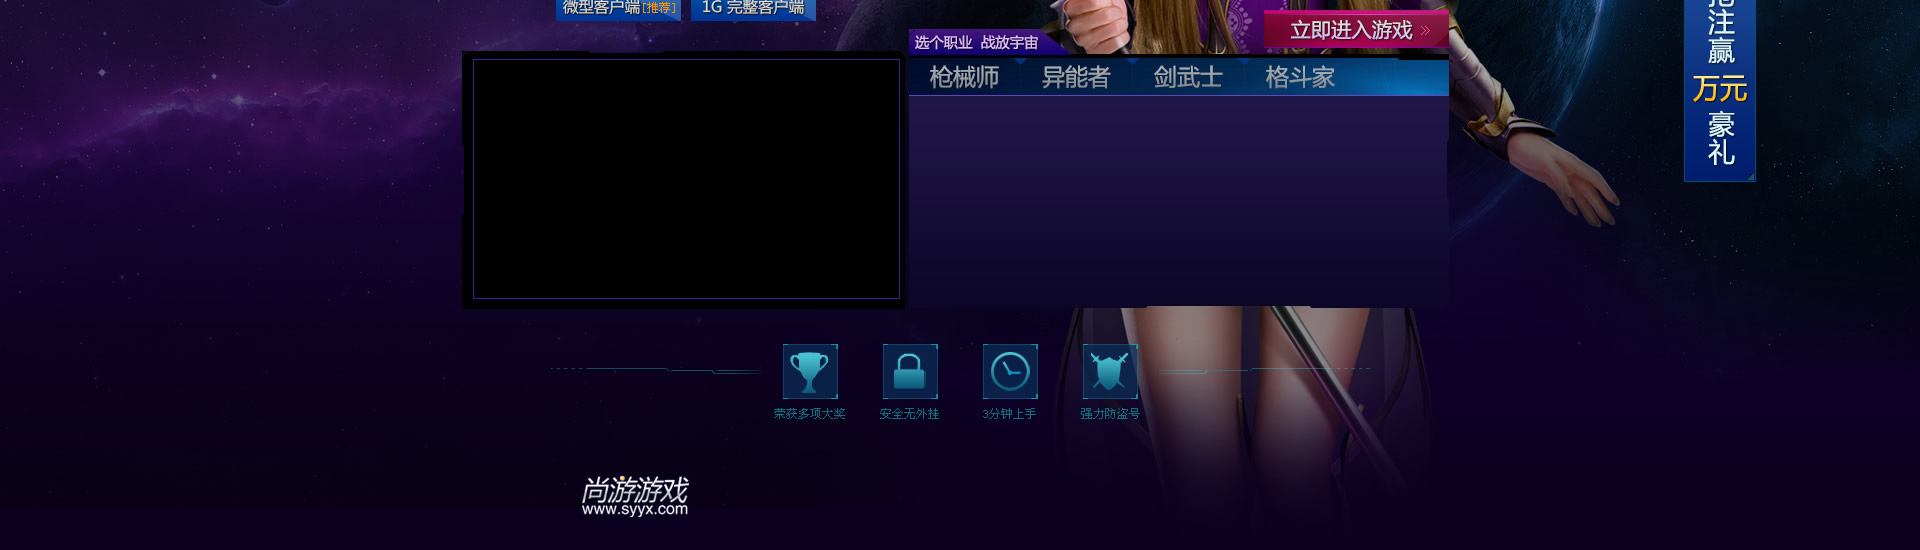 微型客户端[推荐]
1G 完整客户端
立即进入游戏
选个职业 战放宇宙
枪械师
异能者
剑武士
格斗家
注
赢
万元
豪
礼
荣获多项大奖
安全无外挂
3分钟上手
强力防盗号
尚游游戏
www.syyx.com